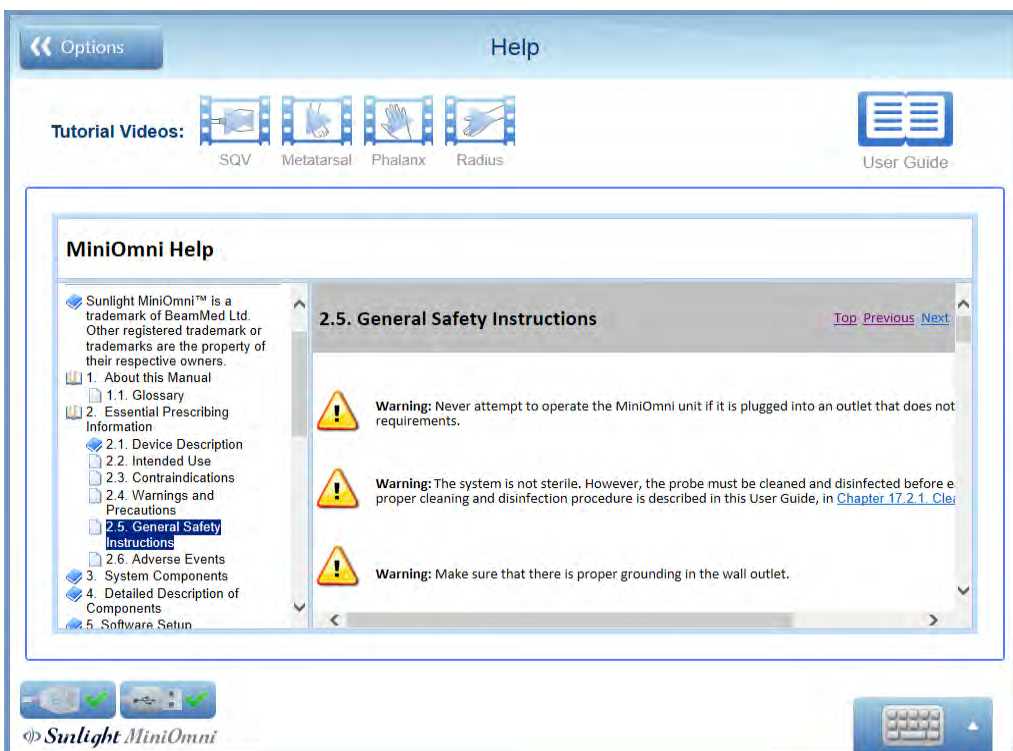 Options
Help
Tutorial Videos:
SQV Metatarsal Phalanx Radius
User Guide
MiniOmni Help
Sunlight MiniOmni™ is a
trademark of BeamMed Ltd.
Other registered trademark or
trademarks are the property of
their respective owners.
1. About this Manual
1.1. Glossary
2. Essential Prescribing
Information
2.1. Device Description
2.2. Intended Use
2.3. Contraindications
2.4. Warnings and
Precautions
2.5. General Safety
Instructions
2.6. Adverse Events
3. System Components
4. Detailed Description of
Components
5. Software Setup
2.5. General Safety Instructions
Top Previous Next
Warning: Never attempt to operate the MiniOmni unit if it is plugged into an outlet that does not
requirements.
Warning: The system is not sterile. However, the probe must be cleaned and disinfected before e
proper cleaning and disinfection procedure is described in this User Guide, in Chapter 17.2.1. Clea
Warning: Make sure that there is proper grounding in the wall outlet.
Sunlight MiniOmni